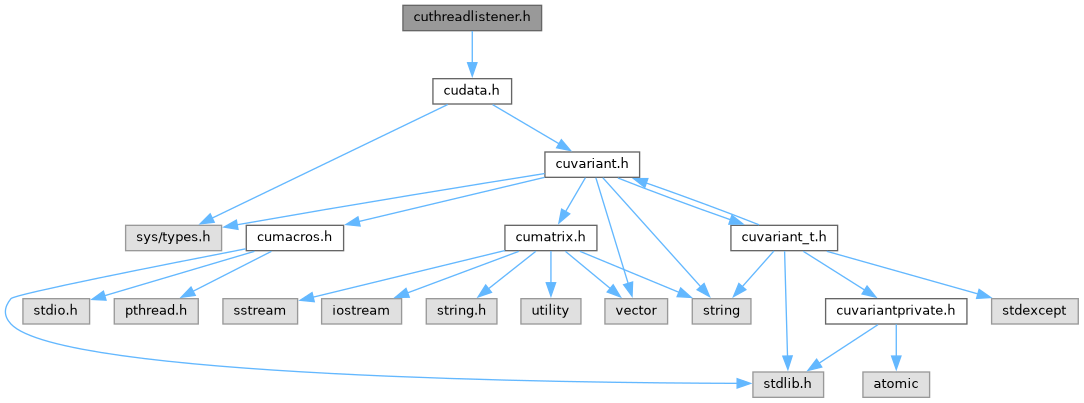 cuthreadlistener.h
cudata.h
cuvariant.h
sys/types.h
cumacros.h
cumatrix.h
cuvariant_t.h
stdio.h
pthread.h
sstream
iostream
string.h
utility
vector
string
cuvariantprivate.h
stdexcept
stdlib.h
atomic